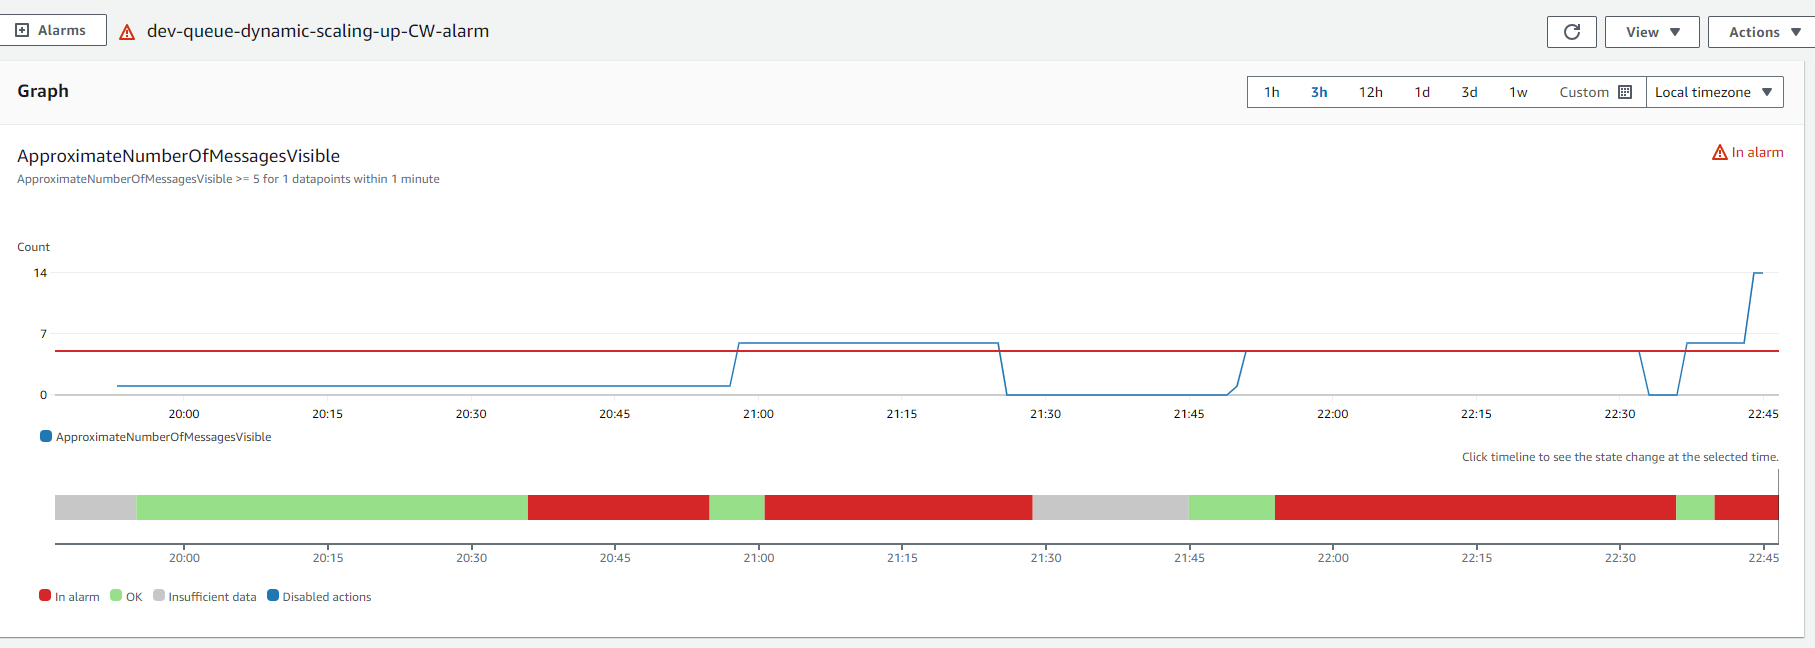 Alarms
dev-queue-dynamic-scaling-up-CW-alarm
View
Actions
Graph
1h 3h 12h 1d 3d 1w Custom Local timezone
ApproximateNumberOfMessagesVisible
In alarm
ApproximateNumberOfMessagesVisible >= 5 for 1 datapoints within 1 minute
Count
14
7
0
20:00 20:15 20:30 20:45 21:00 21:15 21:30 21:45 22:00 22:15 22:30 22:45
ApproximateNumberOfMessagesVisible
Click timeline to see the state change at the selected time.
20:00 20:15 20:30 20:45 21:00 21:15 21:30 21:45 22:00 22:15 22:30 22:45
In alarm OK Insufficient data Disabled actions